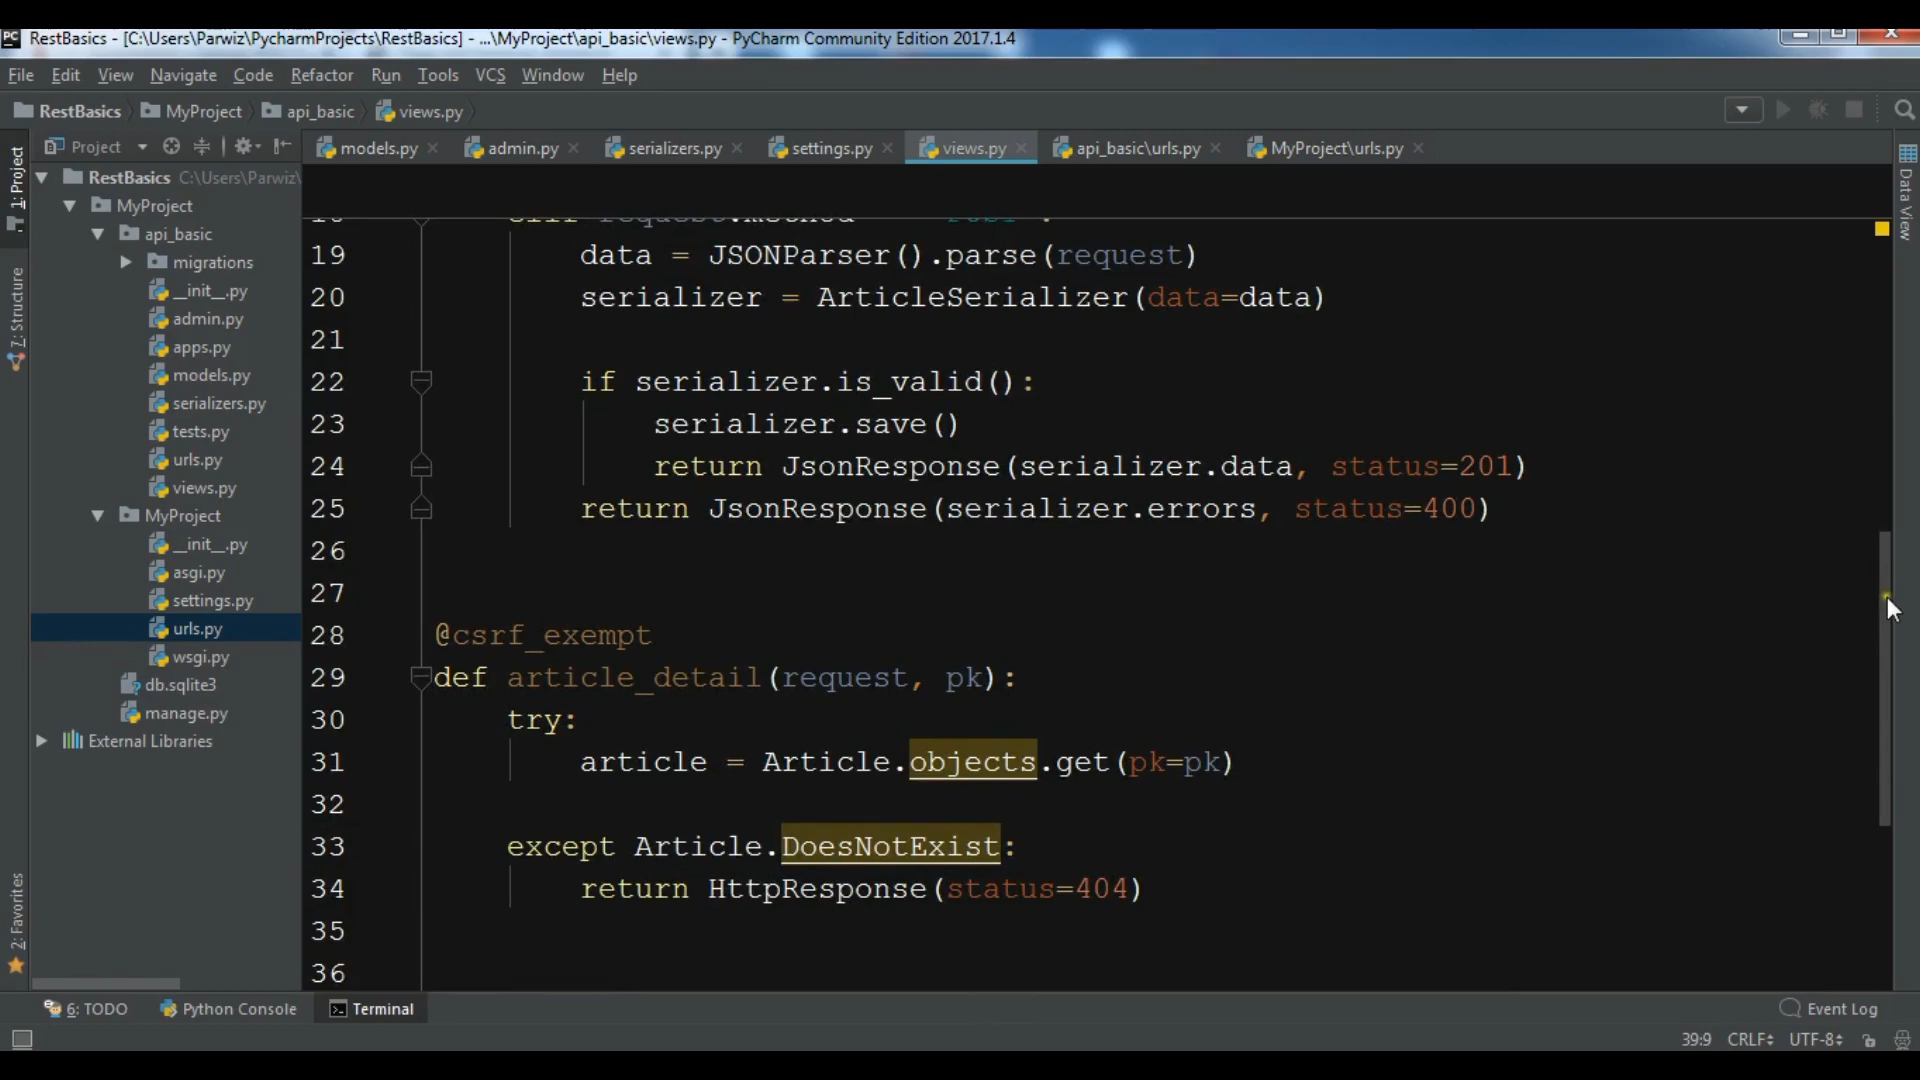 RestBasics - [C:\Users\Parwiz\PycharmProjects\RestBasics] - ...\MyProject\api_basic\views.py - PyCharm Community Edition 2017.1.4
File Edit View Navigate Code Refactor Run Tools VCS Window Help
RestBasics MyProject api_basic views.py
Project
models.py admin.py serializers.py settings.py views.py api_basic\urls.py MyProject\urls.py
1: Project
7: Structure
2: Favorites
Data View
RestBasics C:\Users\Parwiz\
MyProject
api_basic
migrations
__init__.py
admin.py
apps.py
models.py
serializers.py
tests.py
urls.py
views.py
MyProject
__init__.py
asgi.py
settings.py
urls.py
wsgi.py
db.sqlite3
manage.py
External Libraries
19 data = JSONParser().parse(request)
20 serializer = ArticleSerializer(data=data)
21
22 if serializer.is_valid():
23 serializer.save()
24 return JsonResponse(serializer.data, status=201)
25 return JsonResponse(serializer.errors, status=400)
26
27
28 @csrf_exempt
29 def article_detail(request, pk):
30 try:
31 article = Article.objects.get(pk=pk)
32
33 except Article.DoesNotExist:
34 return HttpResponse(status=404)
35
36
6: TODO Python Console Terminal Event Log
39:9 CRLF UTF-8